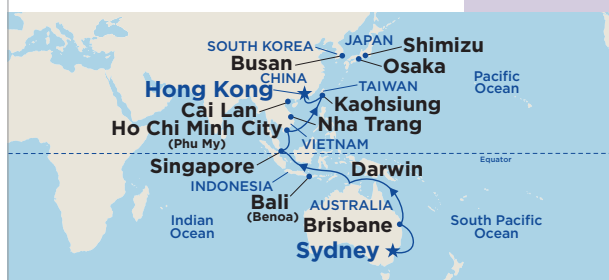 SOUTH KOREA
JAPAN
Shimizu
Busan
Osaka
CHINA
Hong Kong
TAIWAN
Pacific
Ocean
Cai Lan
Kaohsiung
Ho Chi Minh City
(Phu My)
Nha Trang
VIETNAM
Singapore
Equator
Darwin
INDONESIA
Bali
(Benoa)
AUSTRALIA
Indian
Ocean
Brisbane
South Pacific
Ocean
Sydney